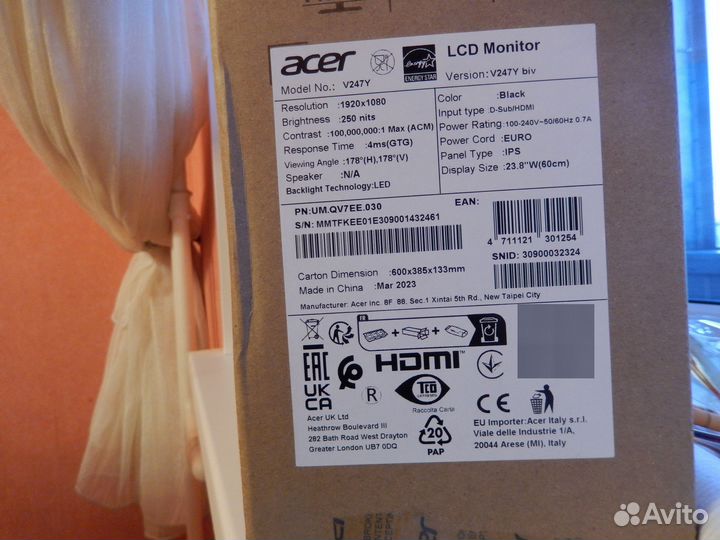 acer
ENERGY STAR
LCD Monitor
Model No.: V247Y
Version: V247Y biv
Resolution :1920x1080
Brightness :250 nits
Contrast :100,000,000:1 Max (ACM)
Response Time :4ms(GTG)
Viewing Angle :178°(H),178°(V)
Speaker :N/A
Backlight Technology:LED
Color :Black
Input type :D-Sub/HDMI
Power Rating :100-240V~50/60Hz 0.7A
Power Cord :EURO
Panel Type :IPS
Display Size :23.8"W(60cm)
PN:UM.QV7EE.030
EAN:
S/N: MMTFKEE01E309001432461
4 711121 301254
SNID: 30900032324
Carton Dimension :600x385x133mm
Made in China :Mar 2023
Manufacturer: Acer Inc. 8F 88, Sec.1 Xintai 5th Rd., New Taipei City
FR
EAC
HDMI
UK
CA
R
TCO
Raccolta Carta
20
PAP
CE
Acer UK Ltd
Heathrow Boulevard III
282 Bath Road West Drayton
Greater London UB7 0DQ
EU Importer:Acer Italy s.r.l.
Viale delle Industrie 1/A,
20044 Arese (MI), Italy
acer
Avito